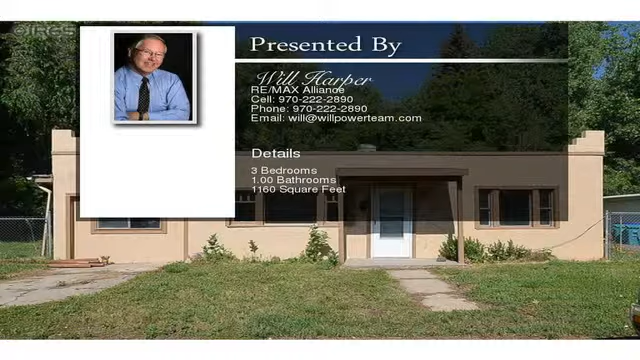 ©IRES
Presented By
Will Harper
RE/MAX Alliance
Cell: 970-222-2890
Phone: 970-222-2890
Email: will@willpowerteam.com
Details
3 Bedrooms
1.00 Bathrooms
1160 Square Feet